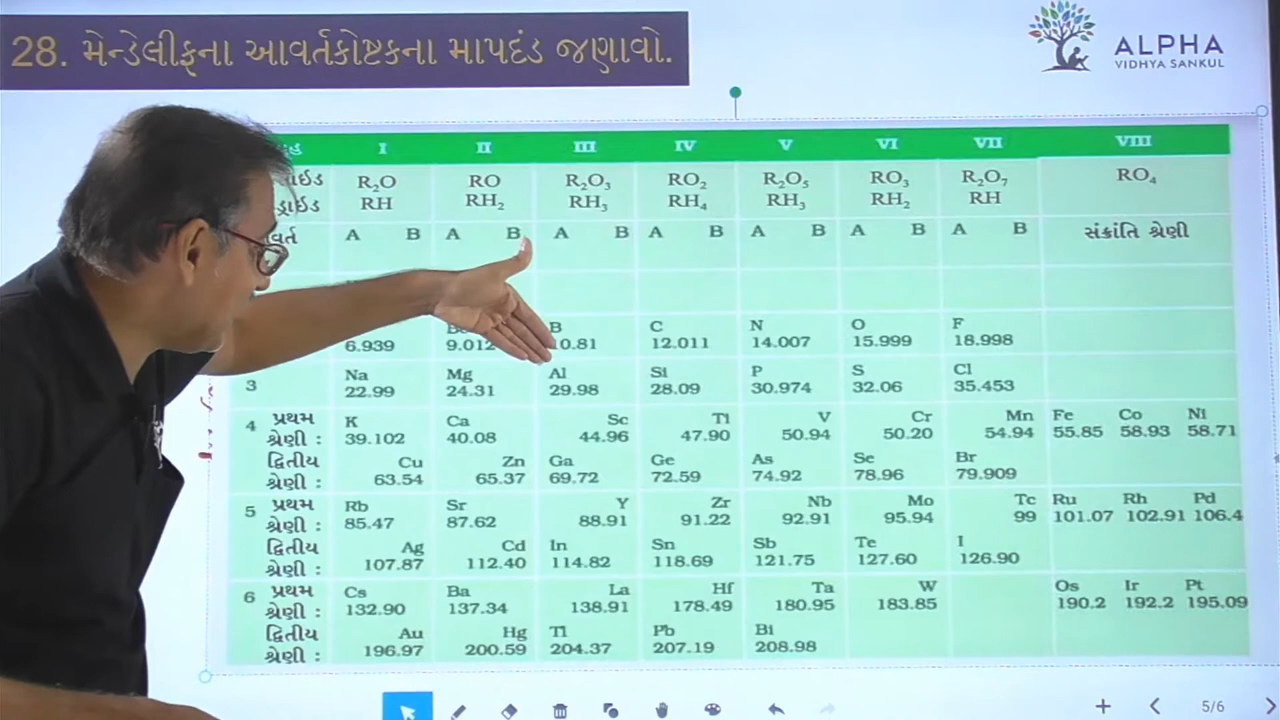 28. મેન્ડેલીફના આવર્તકોષ્ટકના માપદંડ જણાવો.
ALPHA
VIDHYA SANKUL
I II III IV V VI VII VIII
R₂O RO R₂O₃ RO₂ R₂O₅ RO₃ R₂O₇ RO₄
RH RH₂ RH₃ RH₄ RH₃ RH₂ RH
A B A B A B A B A B A B A B સંક્રાંતિ શ્રેણી
B C N O F
6.939 9.012 10.81 12.011 14.007 15.999 18.998
Na Mg Al Si P S Cl
3 22.99 24.31 29.98 28.09 30.974 32.06 35.453
4 પ્રથમ K Ca Sc Ti V Cr Mn Fe Co Ni
શ્રેણી : 39.102 40.08 44.96 47.90 50.94 50.20 54.94 55.85 58.93 58.71
દ્વિતીય Cu Zn Ga Ge As Se Br
શ્રેણી : 63.54 65.37 69.72 72.59 74.92 78.96 79.909
5 પ્રથમ Rb Sr Y Zr Nb Mo Tc Ru Rh Pd
શ્રેણી : 85.47 87.62 88.91 91.22 92.91 95.94 99 101.07 102.91 106.4
દ્વિતીય Ag Cd In Sn Sb Te I
શ્રેણી : 107.87 112.40 114.82 118.69 121.75 127.60 126.90
6 પ્રથમ Cs Ba La Hf Ta W Os Ir Pt
શ્રેણી : 132.90 137.34 138.91 178.49 180.95 183.85 190.2 192.2 195.09
દ્વિતીય Au Hg Tl Pb Bi
શ્રેણી : 196.97 200.59 204.37 207.19 208.98
5/6